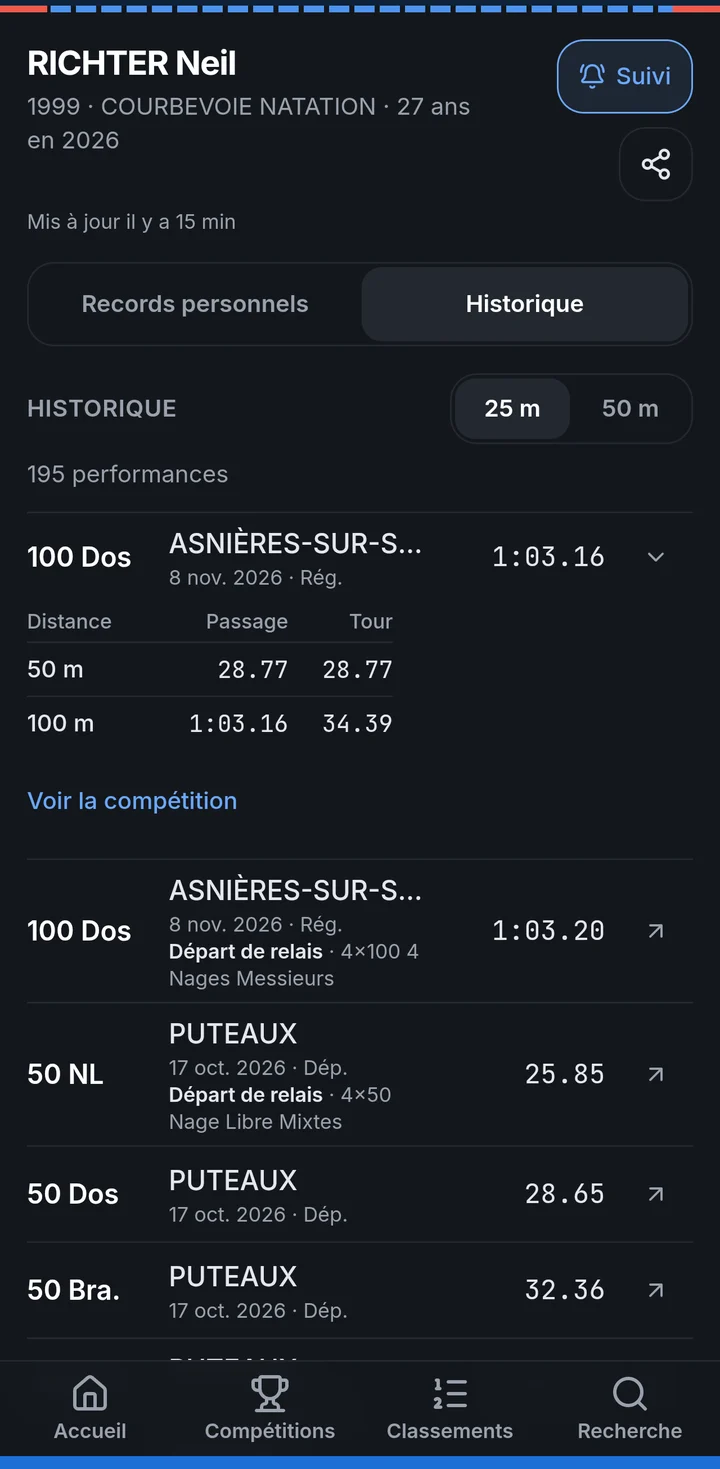 RICHTER Neil
1999 · COURBEVOIE NATATION · 27 ans
en 2026
Suivi
Mis à jour il y a 15 min
Records personnels
Historique
HISTORIQUE
25 m
50 m
195 performances
100 Dos
ASNIÈRES-SUR-S...
8 nov. 2026 · Rég.
1:03.16
Distance Passage Tour
50 m 28.77 28.77
100 m 1:03.16 34.39
Voir la compétition
100 Dos
ASNIÈRES-SUR-S...
8 nov. 2026 · Rég.
Départ de relais · 4×100 4
Nages Messieurs
1:03.20
50 NL
PUTEAUX
17 oct. 2026 · Dép.
Départ de relais · 4×50
Nage Libre Mixtes
25.85
50 Dos
PUTEAUX
17 oct. 2026 · Dép.
28.65
50 Bra.
PUTEAUX
17 oct. 2026 · Dép.
32.36
Accueil
Compétitions
Classements
Recherche